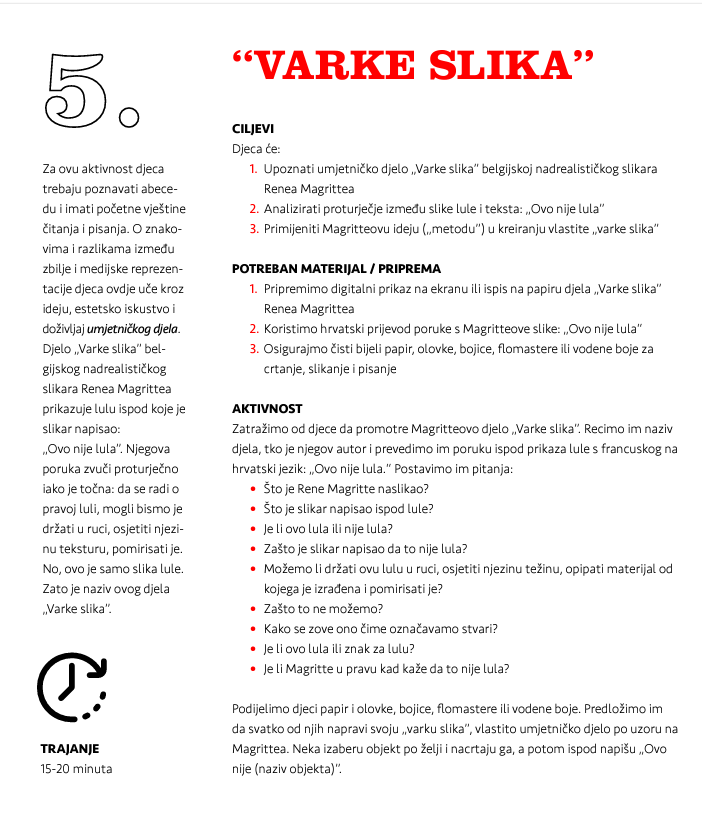 5.
“VARKE SLIKA”
Za ovu aktivnost djeca
trebaju poznavati abece-
du i imati početne vještine
čitanja i pisanja. O znako-
vima i razlikama između
zbilje i medijske reprezen-
tacije djeca ovdje uče kroz
ideju, estetsko iskustvo i
doživljaj umjetničkog djela.
Djelo „Varke slika” bel-
gijskog nadrealističkog
slikara Renea Magrittea
prikazuje lulu ispod koje je
slikar napisao:
„Ovo nije lula”. Njegova
poruka zvuči proturječno
iako je točna: da se radi o
pravoj luli, mogli bismo je
držati u ruci, osjetiti njezi-
nu teksturu, pomirisati je.
No, ovo je samo slika lule.
Zato je naziv ovog djela
„Varke slika”.
TRAJANJE
15-20 minuta
CILJEVI
Djeca će:
1. Upoznati umjetničko djelo „Varke slika” belgijskoj nadrealističkog slikara
Renea Magrittea
2. Analizirati proturječje između slike lule i teksta: „Ovo nije lula”
3. Primijeniti Magritteovu ideju („metodu”) u kreiranju vlastite „varke slika”
POTREBAN MATERIJAL / PRIPREMA
1. Pripremimo digitalni prikaz na ekranu ili ispis na papiru djela „Varke slika”
Renea Magrittea
2. Koristimo hrvatski prijevod poruke s Magritteove slike: „Ovo nije lula”
3. Osigurajmo čisti bijeli papir, olovke, bojice, flomastere ili vodene boje za
crtanje, slikanje i pisanje
AKTIVNOST
Zatražimo od djece da promotre Magritteovo djelo „Varke slika”. Recimo im naziv
djela, tko je njegov autor i prevedimo im poruku ispod prikaza lule s francuskog na
hrvatski jezik: „Ovo nije lula.” Postavimo im pitanja:
• Što je Rene Magritte naslikao?
• Što je slikar napisao ispod lule?
• Je li ovo lula ili nije lula?
• Zašto je slikar napisao da to nije lula?
• Možemo li držati ovu lulu u ruci, osjetiti njezinu težinu, opipati materijal od
kojega je izrađena i pomirisati je?
• Zašto to ne možemo?
• Kako se zove ono čime označavamo stvari?
• Je li ovo lula ili znak za lulu?
• Je li Magritte u pravu kad kaže da to nije lula?
Podijelimo djeci papir i olovke, bojice, flomastere ili vodene boje. Predložimo im
da svatko od njih napravi svoju „varku slika”, vlastito umjetničko djelo po uzoru na
Magrittea. Neka izaberu objekt po želji i nacrtaju ga, a potom ispod napišu „Ovo
nije (naziv objekta)”.